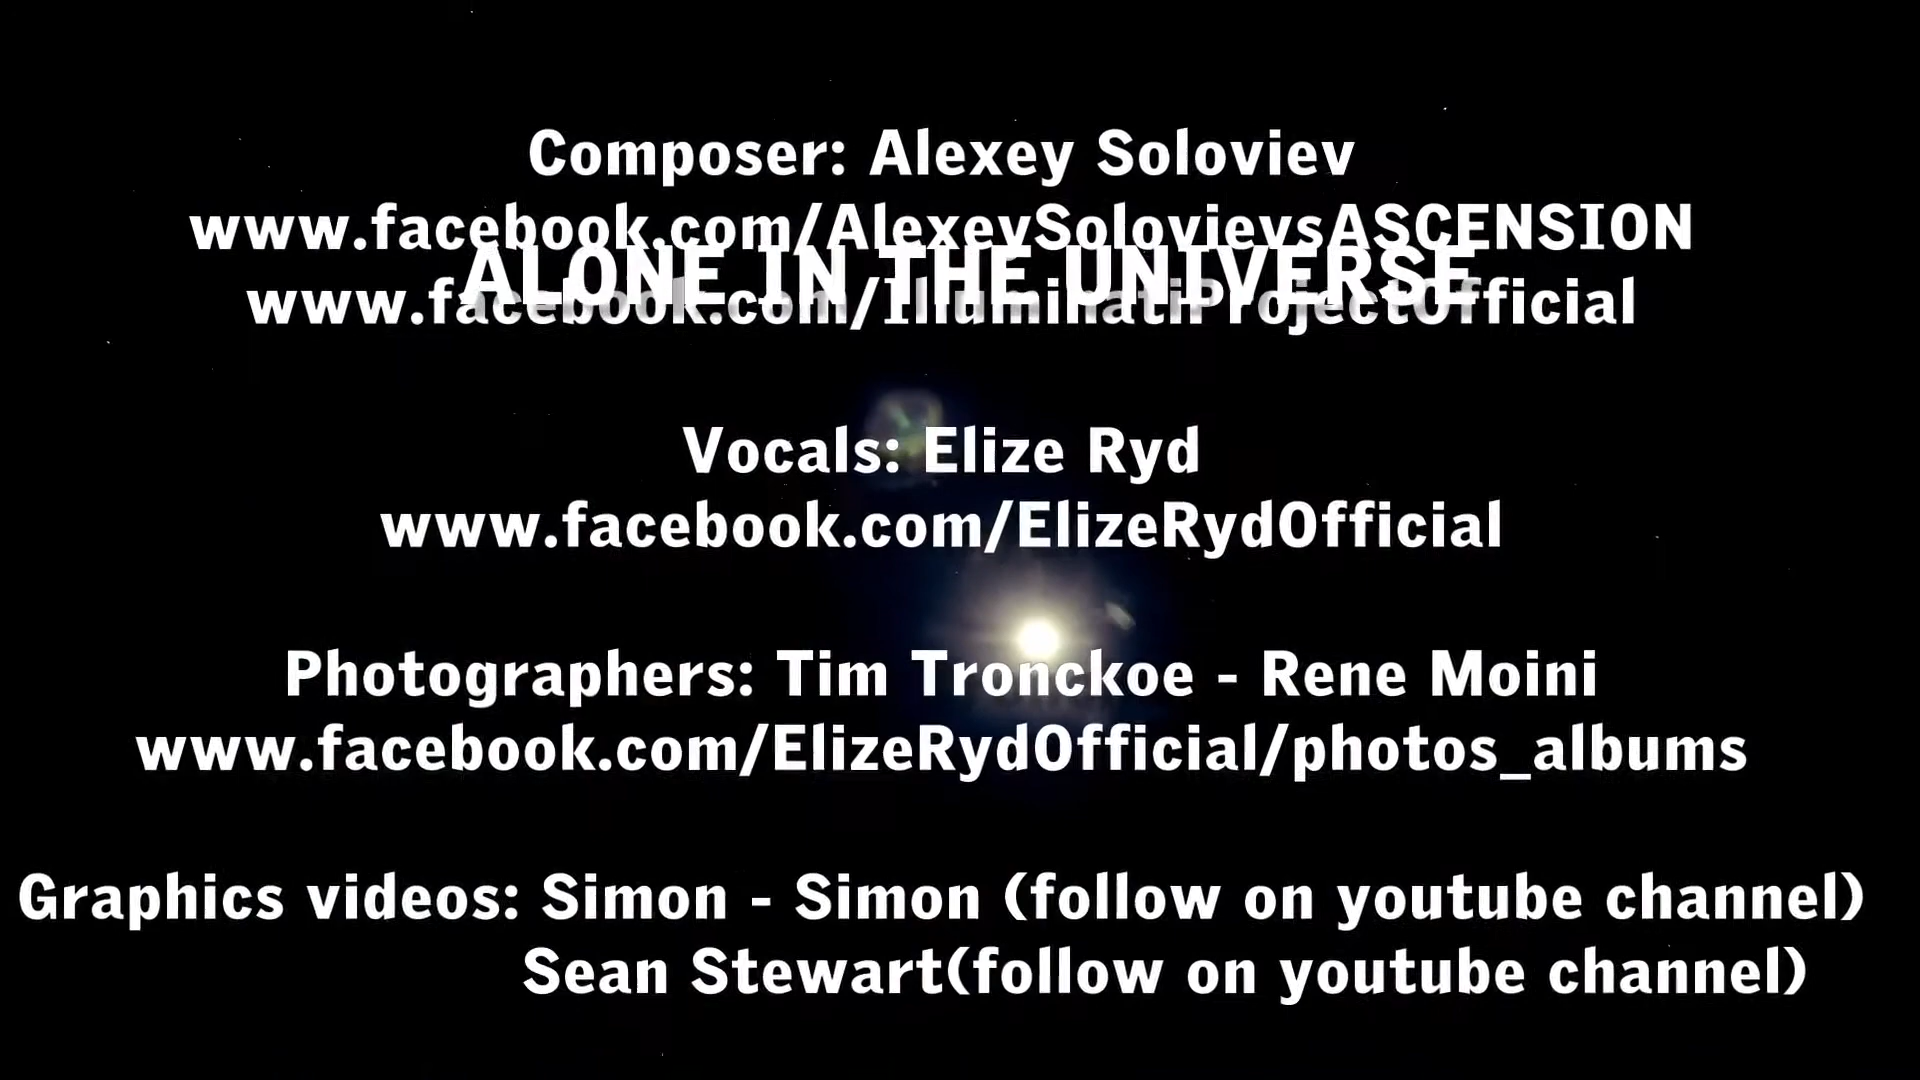 Composer: Alexey Soloviev
www.facebook.com/AlexeySolovievsASCENSION
ALONE IN THE UNIVERSE
www.facebook.com/IlluminatiProjectOfficial
Vocals: Elize Ryd
www.facebook.com/ElizeRydOfficial
Photographers: Tim Tronckoe - Rene Moini
www.facebook.com/ElizeRydOfficial/photos_albums
Graphics videos: Simon - Simon (follow on youtube channel)
Sean Stewart(follow on youtube channel)